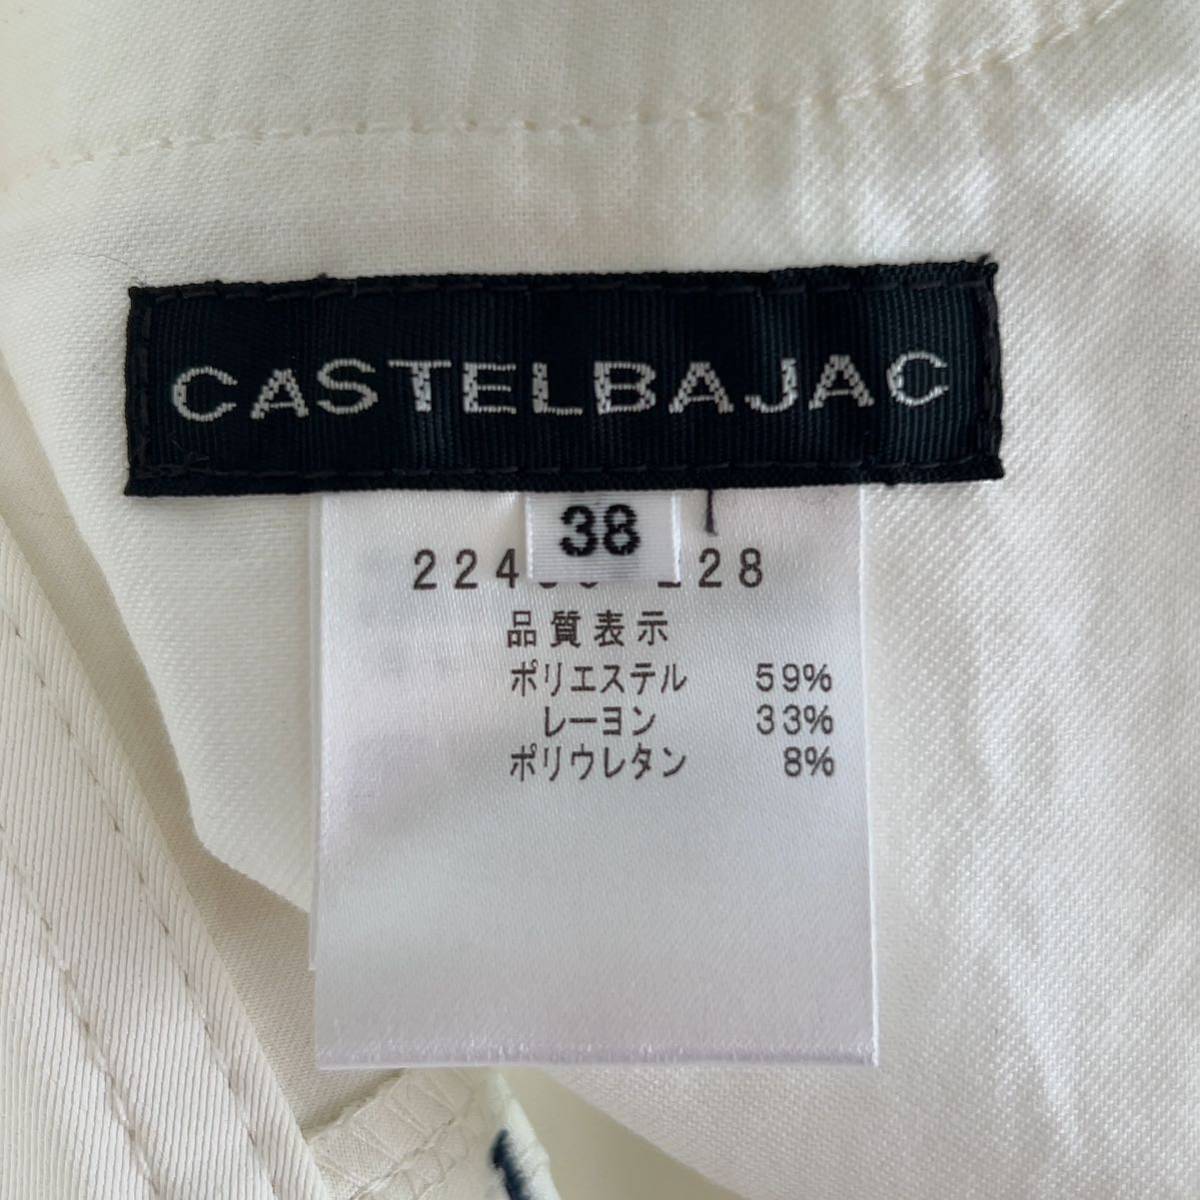 CASTELBAJAC
38
品質表示
ポリエステル 59%
レーヨン 33%
ポリウレタン 8%